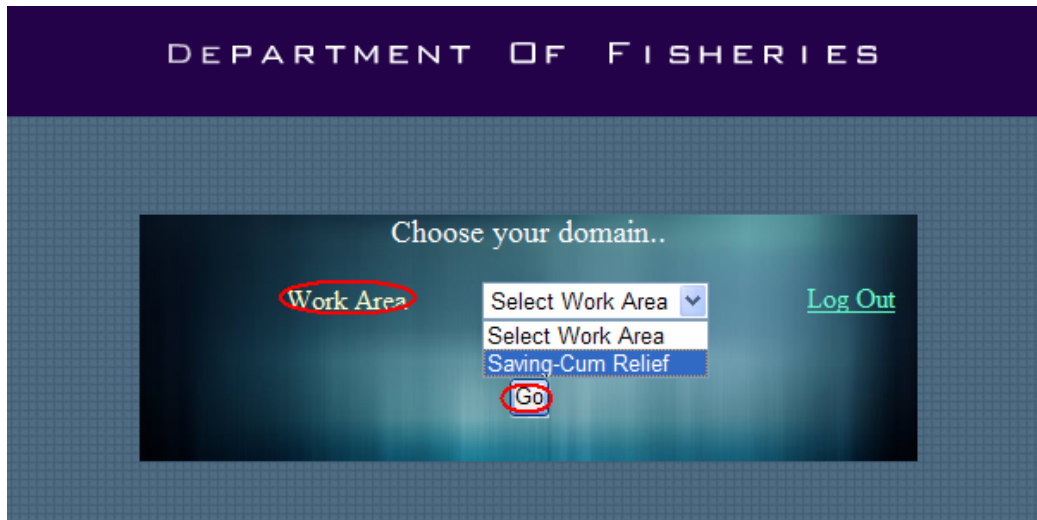 DEPARTMENT OF FISHERIES
Choose your domain..
Work Area Select Work Area Log Out
Select Work Area
Saving-Cum Relief
Go